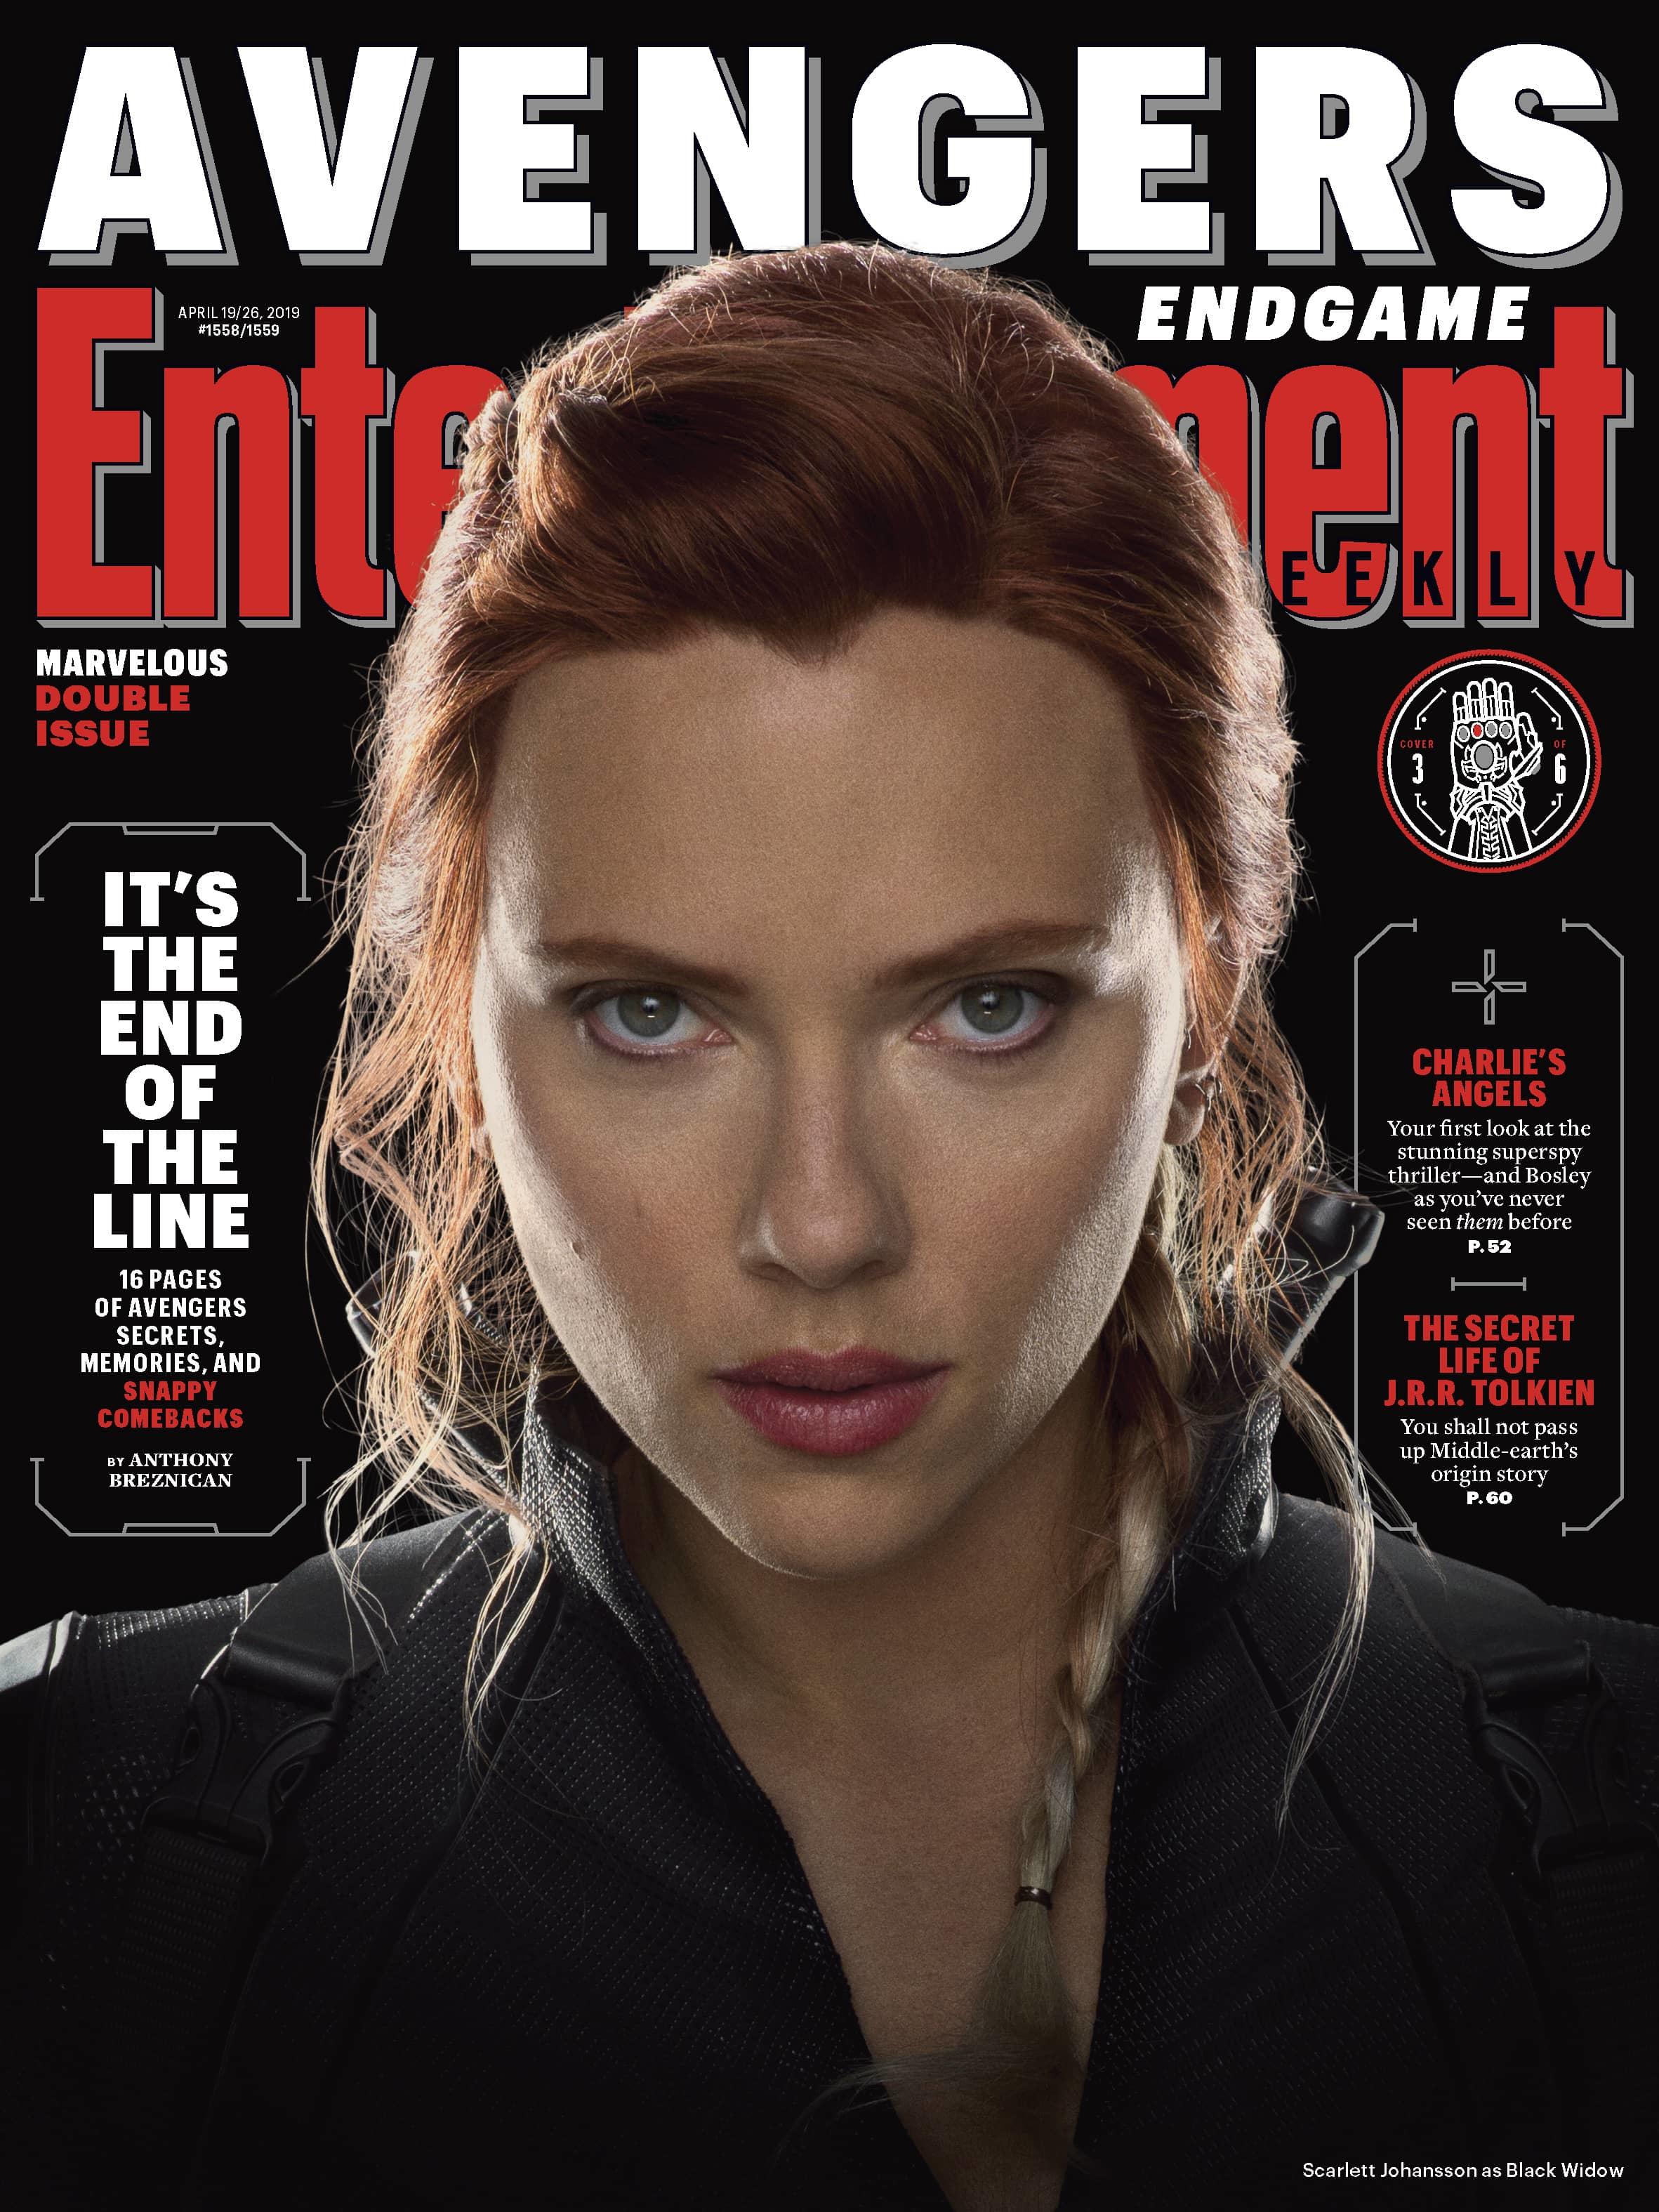 AVENGERS
ENDGAME
APRIL 19/26, 2019
#1558/1559
Ente ment
EEKLY
MARVELOUS
DOUBLE
ISSUE
COVER
3
OF
6
IT'S
THE
END
OF
THE
LINE
16 PAGES
OF AVENGERS
SECRETS,
MEMORIES, AND
SNAPPY
COMEBACKS
BY ANTHONY
BREZNICAN
CHARLIE'S
ANGELS
Your first look at the
stunning superspy
thriller—and Bosley
as you've never
seen them before
P. 52
THE SECRET
LIFE OF
J.R.R. TOLKIEN
You shall not pass
up Middle-earth's
origin story
P. 60
Scarlett Johansson as Black Widow